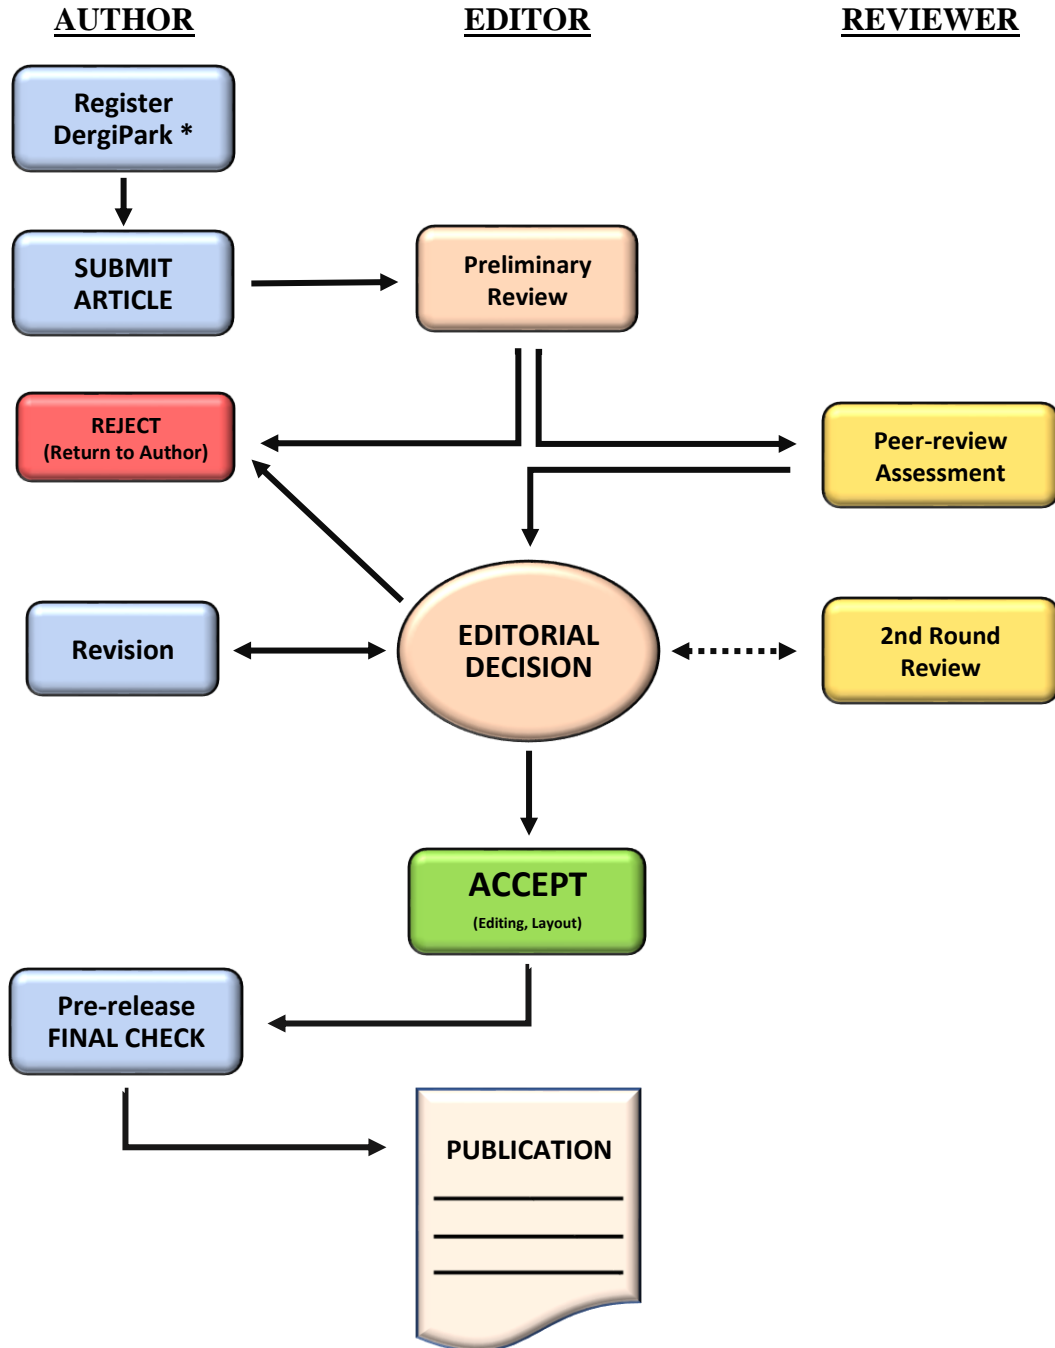 AUTHOR
EDITOR
REVIEWER
Register
DergiPark *
SUBMIT
ARTICLE
Preliminary
Review
REJECT
(Return to Author)
Peer-review
Assessment
Revision
EDITORIAL
DECISION
2nd Round
Review
ACCEPT
(Editing, Layout)
Pre-release
FINAL CHECK
PUBLICATION